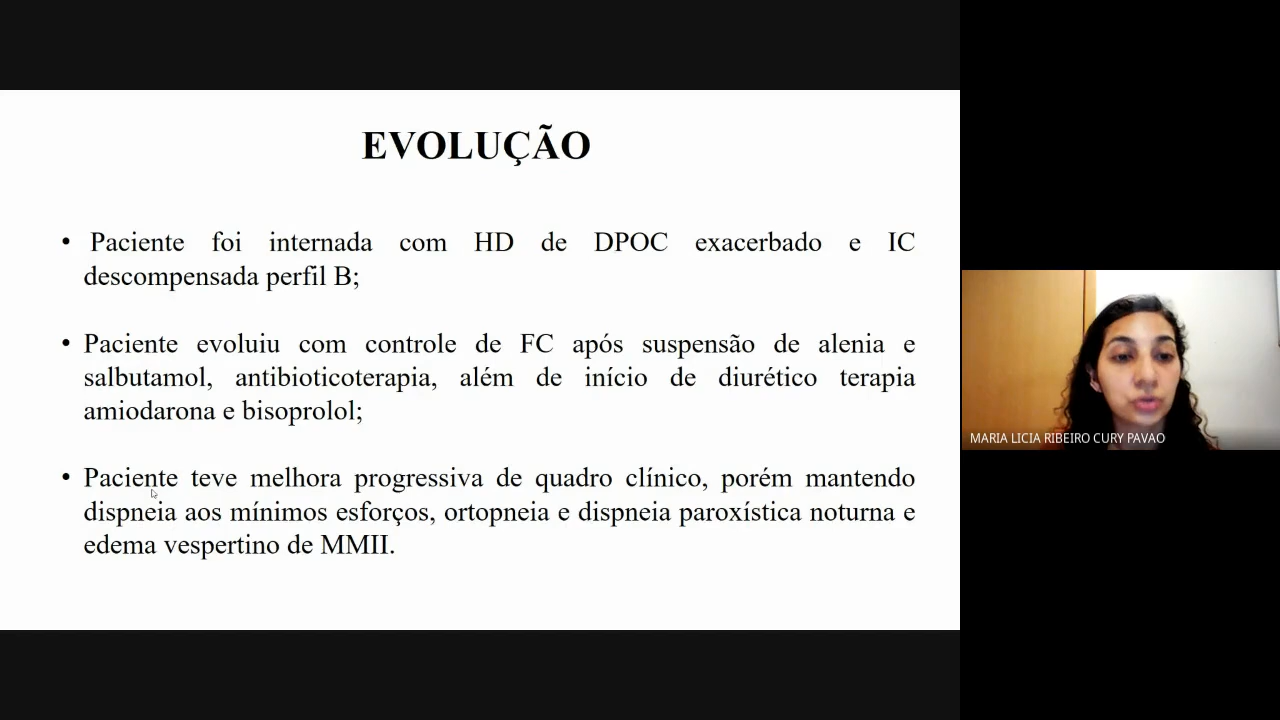 EVOLUÇÃO
• Paciente foi internada com HD de DPOC exacerbado e IC
descompensada perfil B;
• Paciente evoluiu com controle de FC após suspensão de alenia e
salbutamol, antibioticoterapia, além de início de diurético terapia
amiodarona e bisoprolol;
• Paciente teve melhora progressiva de quadro clínico, porém mantendo
dispneia aos mínimos esforços, ortopneia e dispneia paroxística noturna e
edema vespertino de MMII.
MARIA LICIA RIBEIRO CURY PAVAO